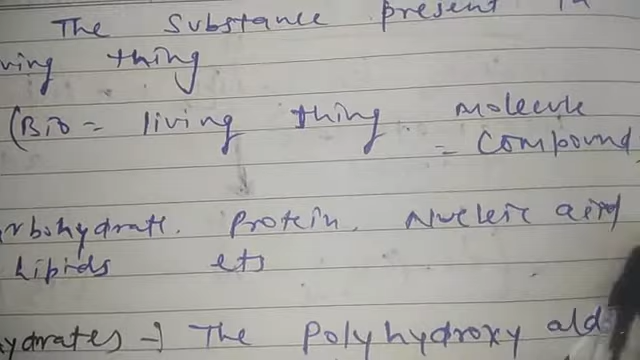 The Substance present in
ving thing
(Bio = living thing. molecule
= Compound
rbohydrate. Protein. Nucleic acid
Lipids ets
ydrates → The Polyhydroxy ald